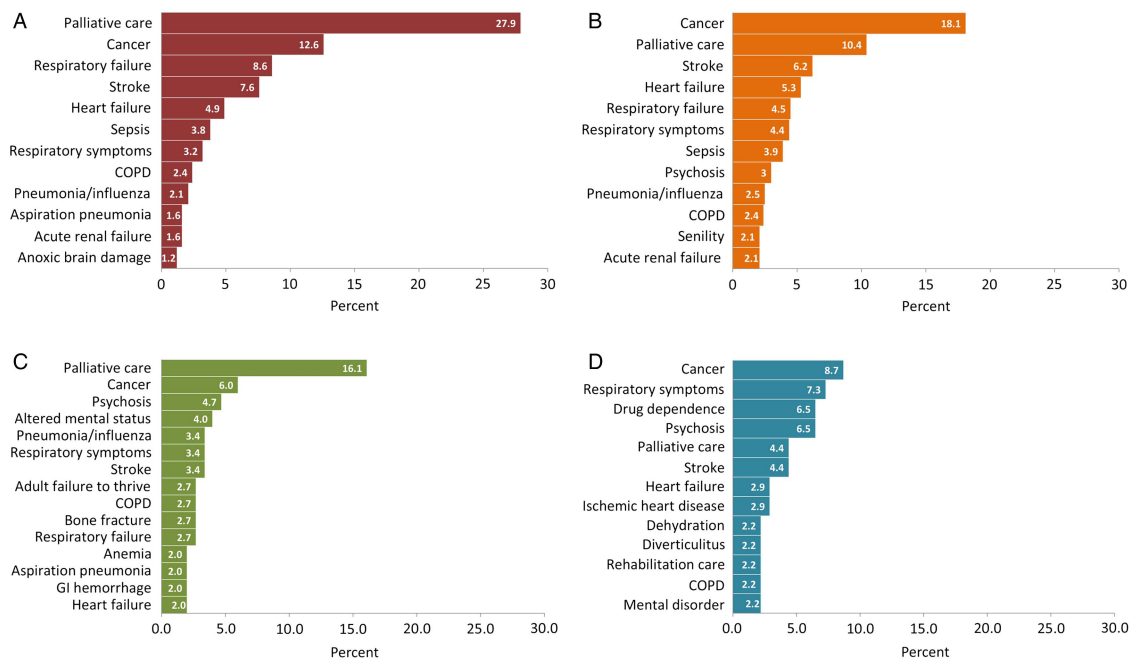 A
Palliative care 27.9
Cancer 12.6
Respiratory failure 8.6
Stroke 7.6
Heart failure 4.9
Sepsis 3.8
Respiratory symptoms 3.2
COPD 2.4
Pneumonia/influenza 2.1
Aspiration pneumonia 1.6
Acute renal failure 1.6
Anoxic brain damage 1.2
0 5 10 15 20 25 30
Percent
B
Cancer 18.1
Palliative care 10.4
Stroke 6.2
Heart failure 5.3
Respiratory failure 4.5
Respiratory symptoms 4.4
Sepsis 3.9
Psychosis 3
Pneumonia/influenza 2.5
COPD 2.4
Senility 2.1
Acute renal failure 2.1
0 5 10 15 20 25 30
Percent
C
Palliative care 16.1
Cancer 6.0
Psychosis 4.7
Altered mental status 4.0
Pneumonia/influenza 3.4
Respiratory symptoms 3.4
Stroke 3.4
Adult failure to thrive 2.7
COPD 2.7
Bone fracture 2.7
Respiratory failure 2.7
Anemia 2.0
Aspiration pneumonia 2.0
GI hemorrhage 2.0
Heart failure 2.0
0.0 5.0 10.0 15.0 20.0 25.0 30.0
Percent
D
Cancer 8.7
Respiratory symptoms 7.3
Drug dependence 6.5
Psychosis 6.5
Palliative care 4.4
Stroke 4.4
Heart failure 2.9
Ischemic heart disease 2.9
Dehydration 2.2
Diverticulitus 2.2
Rehabilitation care 2.2
COPD 2.2
Mental disorder 2.2
0.0 5.0 10.0 15.0 20.0 25.0 30.0
Percent